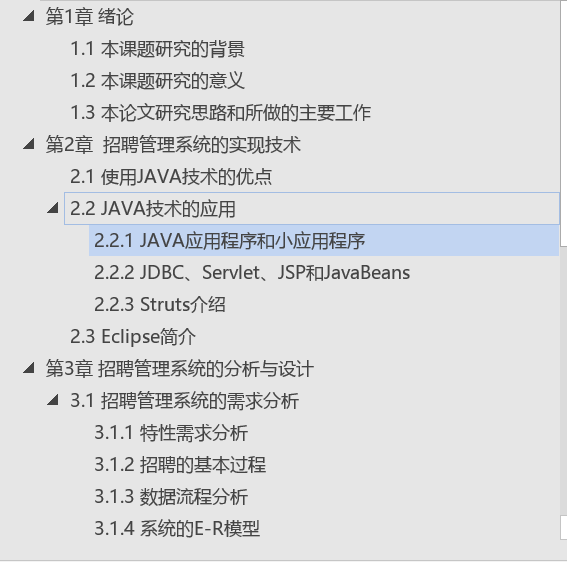 第1章 绪论
1.1 本课题研究的背景
1.2 本课题研究的意义
1.3 本论文研究思路和所做的主要工作
第2章 招聘管理系统的实现技术
2.1 使用JAVA技术的优点
2.2 JAVA技术的应用
2.2.1 JAVA应用程序和小应用程序
2.2.2 JDBC、Servlet、JSP和JavaBeans
2.2.3 Struts介绍
2.3 Eclipse简介
第3章 招聘管理系统的分析与设计
3.1 招聘管理系统的需求分析
3.1.1 特性需求分析
3.1.2 招聘的基本过程
3.1.3 数据流程分析
3.1.4 系统的E-R模型